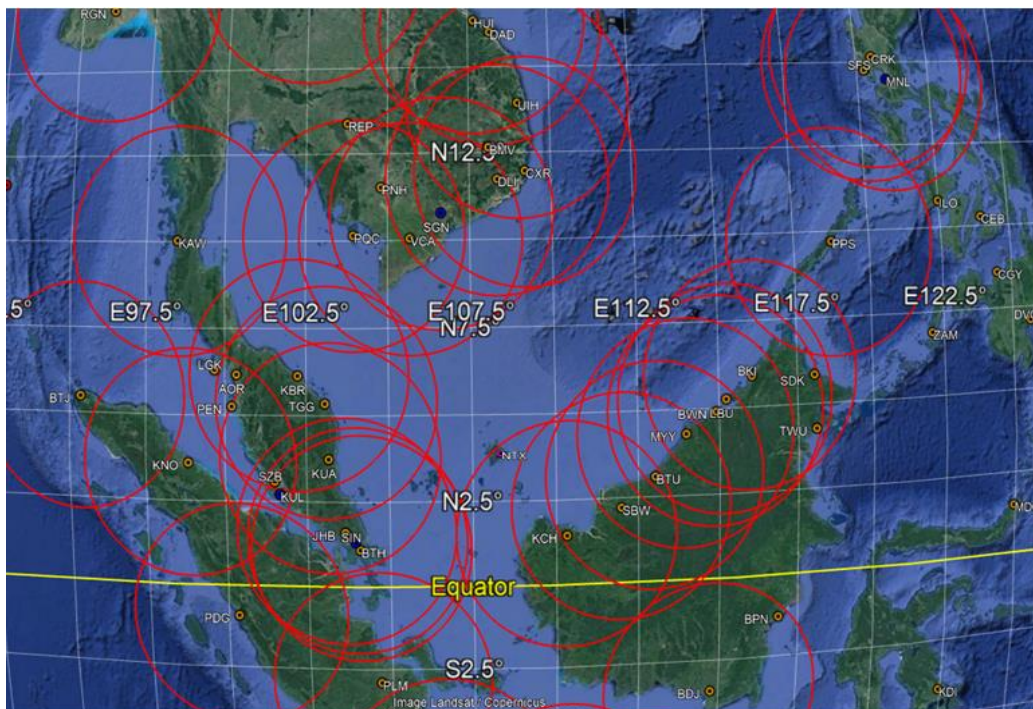 RGN
HUI
DAD
SFS
CRK
MNL
UIH
REP
BMV
N12.5°
CXR
DLI
PNH
ILO
SGN
CEB
KAW
PQC
VCA
PPS
CGY
.5°
E97.5°
E102.5°
E107.5°
E112.5°
E117.5°
E122.5°
N7.5°
DVO
ZAM
LGK
AOR
KBR
BKI
SDK
BTJ
PEN
TGG
BWN
LBU
MYY
TWU
KNO
KUA
NTX
SZB
KUL
BTU
N2.5°
SBW
MDC
JHB
SIN
BTH
KCH
Equator
PDG
BPN
S2.5°
PLM
BDJ
KDI
Image Landsat / Copernicus